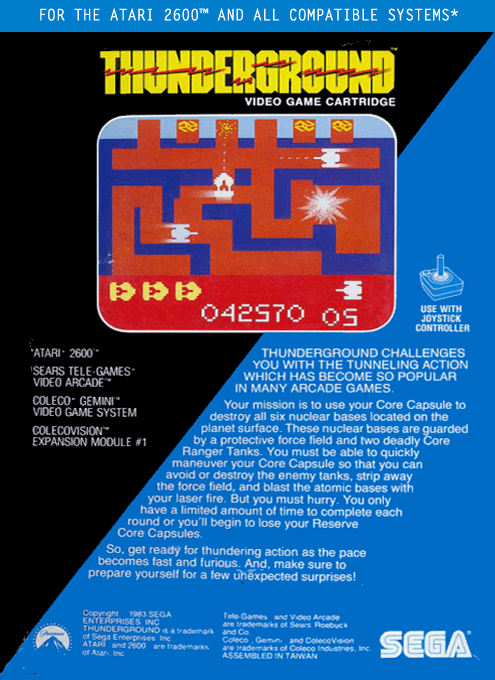 FOR THE ATARI 2600™ AND ALL COMPATIBLE SYSTEMS*
THUNDERGROUND™
VIDEO GAME CARTRIDGE
042570 05
USE WITH
JOYSTICK
CONTROLLER
*ATARI® 2600™
SEARS TELE-GAMES®
VIDEO ARCADE™
COLECO® GEMINI™
VIDEO GAME SYSTEM
COLECOVISION™
EXPANSION MODULE #1
THUNDERGROUND CHALLENGES
YOU WITH THE TUNNELING ACTION
WHICH HAS BECOME SO POPULAR
IN MANY ARCADE GAMES.
Your mission is to use your Core Capsule to
destroy all six nuclear bases located on the
planet surface. These nuclear bases are guarded
by a protective force field and two deadly Core
Ranger Tanks. You must be able to quickly
maneuver your Core Capsule so that you can
avoid or destroy the enemy tanks, strip away
the force field, and blast the atomic bases with
your laser fire. But you must hurry. You only
have a limited amount of time to complete each
round or you'll begin to lose your Reserve
Core Capsules.
So, get ready for thundering action as the pace
becomes fast and furious. And, make sure to
prepare yourself for a few unexpected surprises!
Paramount
Copyright 1983 SEGA
ENTERPRISES INC
THUNDERGROUND is a trademark
of Sega Enterprises Inc
ATARI and 2600 are trademarks
of Atari, Inc
Tele-Games and Video Arcade
are trademarks of Sears Roebuck
and Co.
Coleco, Gemini and ColecoVision
are trademarks of Coleco Industries, Inc.
ASSEMBLED IN TAIWAN
SEGA